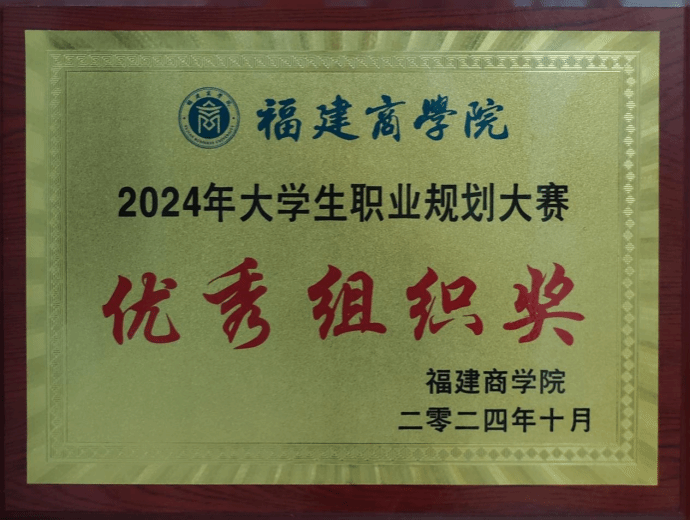 福建商學院
2024年大学生职业规划大赛
优秀组织奖
福建商学院
二零二四年十月